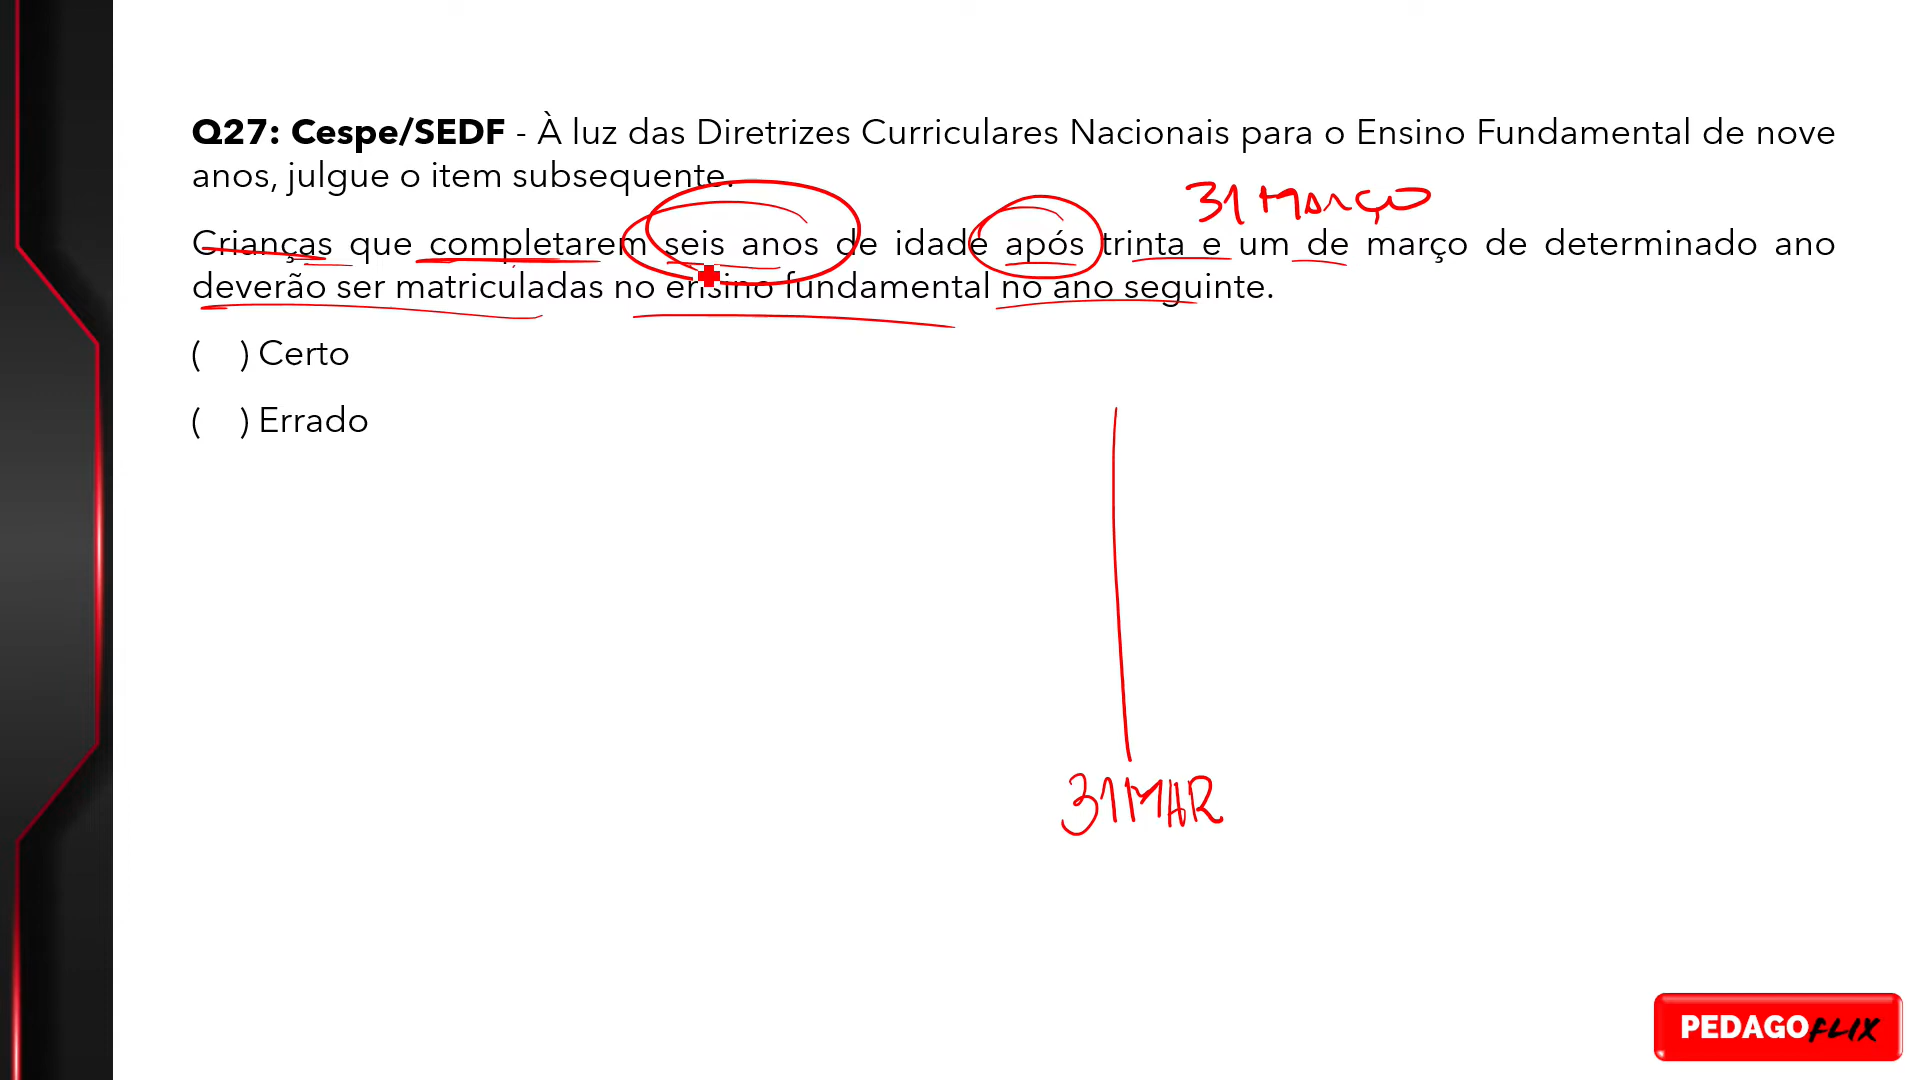 Q27: Cespe/SEDF - À luz das Diretrizes Curriculares Nacionais para o Ensino Fundamental de nove
anos, julgue o item subsequente.
31 MARÇO
Crianças que completarem seis anos de idade após trinta e um de março de determinado ano
deverão ser matriculadas no ensino fundamental no ano seguinte.
( ) Certo
( ) Errado
31 MAR
PEDAGOFLIX